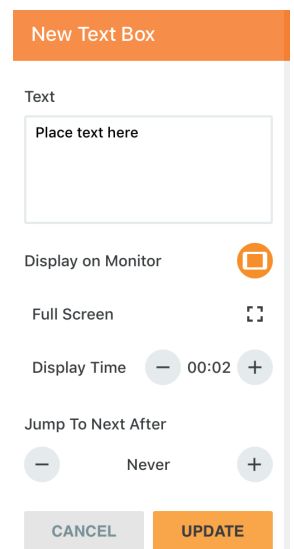 New Text Box
Text
Place text here
Display on Monitor
Full Screen
Display Time − 00:02 +
Jump To Next After
− Never +
CANCEL UPDATE